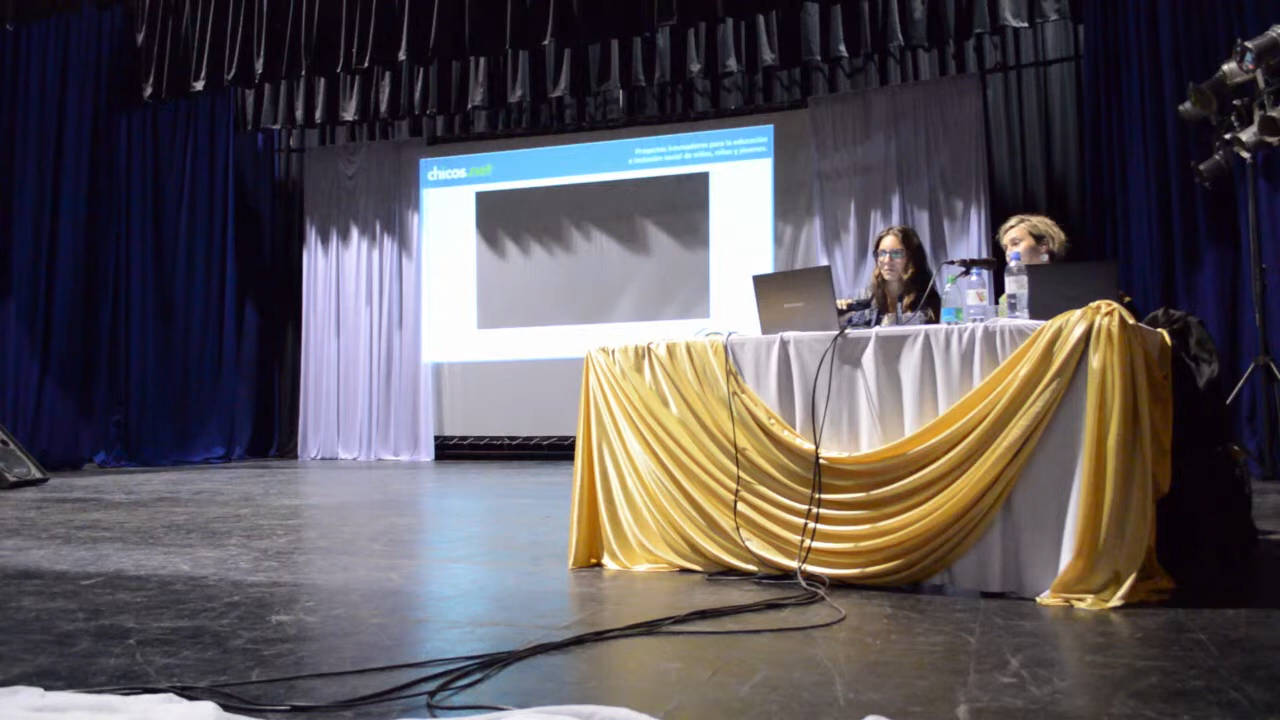 chicos.net
Proyectos innovadores para la educación
e inclusión social de niños, niñas y jóvenes.